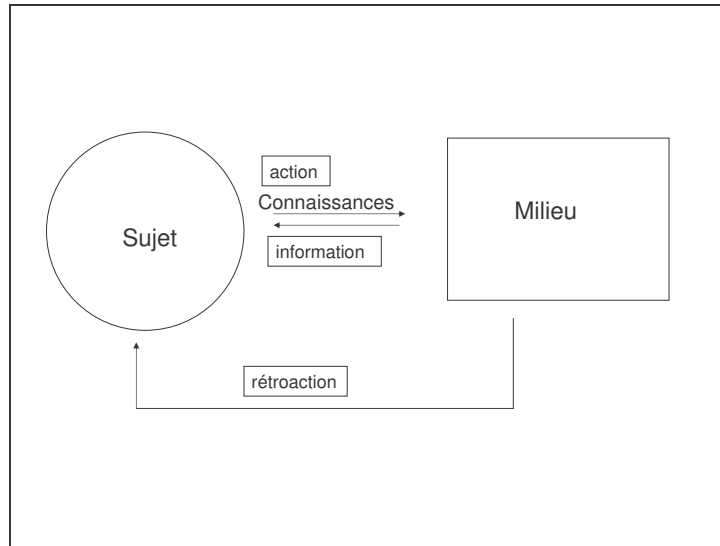 action
Connaissances
Sujet
Milieu
information
rétroaction